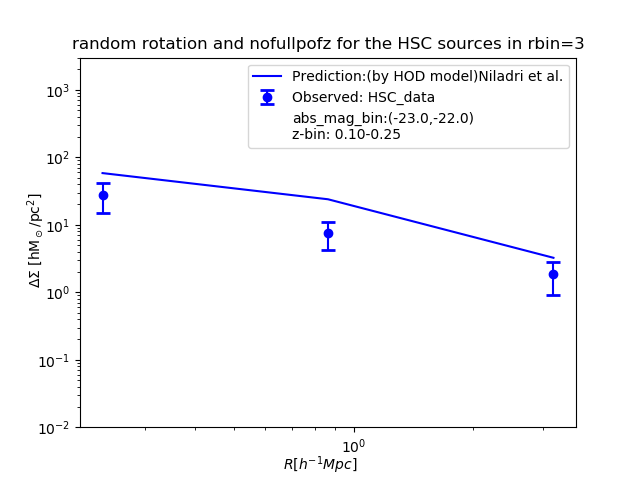 random rotation and nofullpofz for the HSC sources in rbin=3
Prediction:(by HOD model)Niladri et al.
Observed: HSC_data
abs_mag_bin:(-23.0,-22.0)
z-bin: 0.10-0.25
ΔΣ [hM⊙/pc²]
10³
10²
10¹
10⁰
10⁻¹
10⁻²
10⁰
R[h⁻¹Mpc]